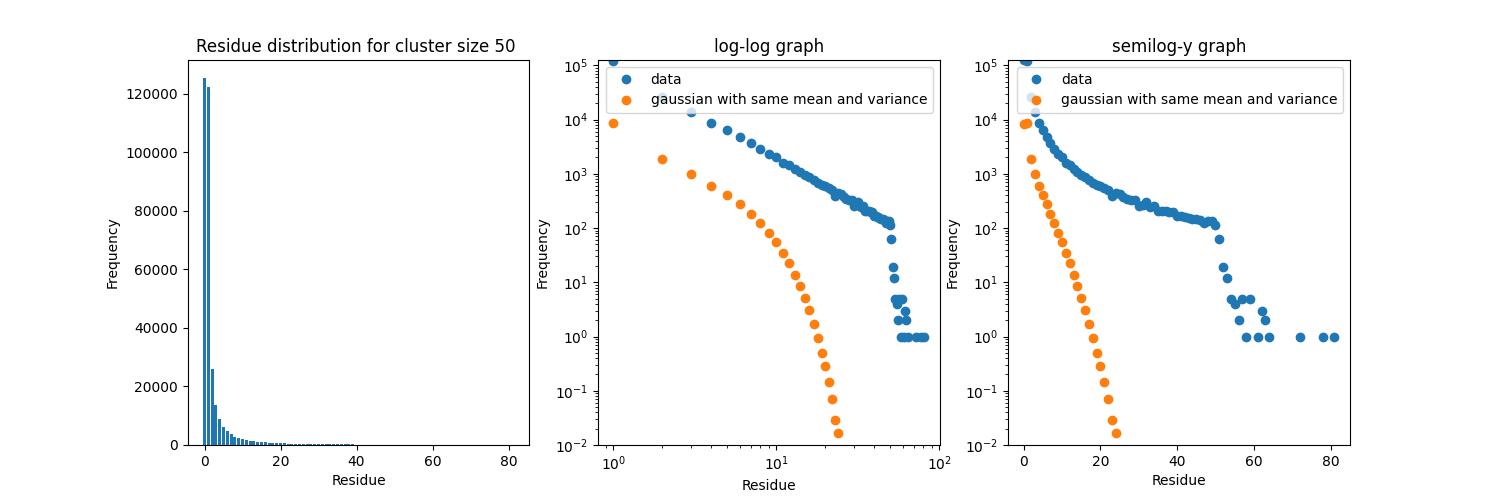 Residue distribution for cluster size 50
Frequency
120000
100000
80000
60000
40000
20000
0
0 20 40 60 80
Residue
log-log graph
data
gaussian with same mean and variance
Frequency
10^5
10^4
10^3
10^2
10^1
10^0
10^-1
10^-2
10^0 10^1 10^2
Residue
semilog-y graph
data
gaussian with same mean and variance
Frequency
10^5
10^4
10^3
10^2
10^1
10^0
10^-1
10^-2
0 20 40 60 80
Residue